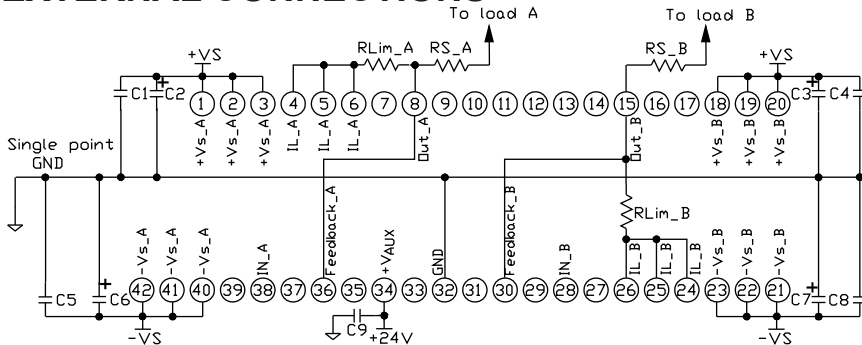 EXTERNAL CONNECTIONS
To load A
To load B
+VS
RLim_A
RS_A
RS_B
+VS
C1
+
C2
+
C3
C4
1
2
3
4
5
6
7
8
9
10
11
12
13
14
15
16
17
18
19
20
+Vs_A
+Vs_A
+Vs_A
IL_A
IL_A
IL_A
Out_A
Out_B
+Vs_B
+Vs_B
+Vs_B
Single point
GND
RLim_B
-Vs_A
-Vs_A
-Vs_A
IN_A
Feedback_A
+VAUX
GND
Feedback_B
IN_B
IL_B
IL_B
IL_B
-Vs_B
-Vs_B
-Vs_B
C5
+
C6
42
41
40
39
38
37
36
35
34
33
32
31
30
29
28
27
26
25
24
23
22
21
+
C7
C8
-VS
C9
+24V
-VS